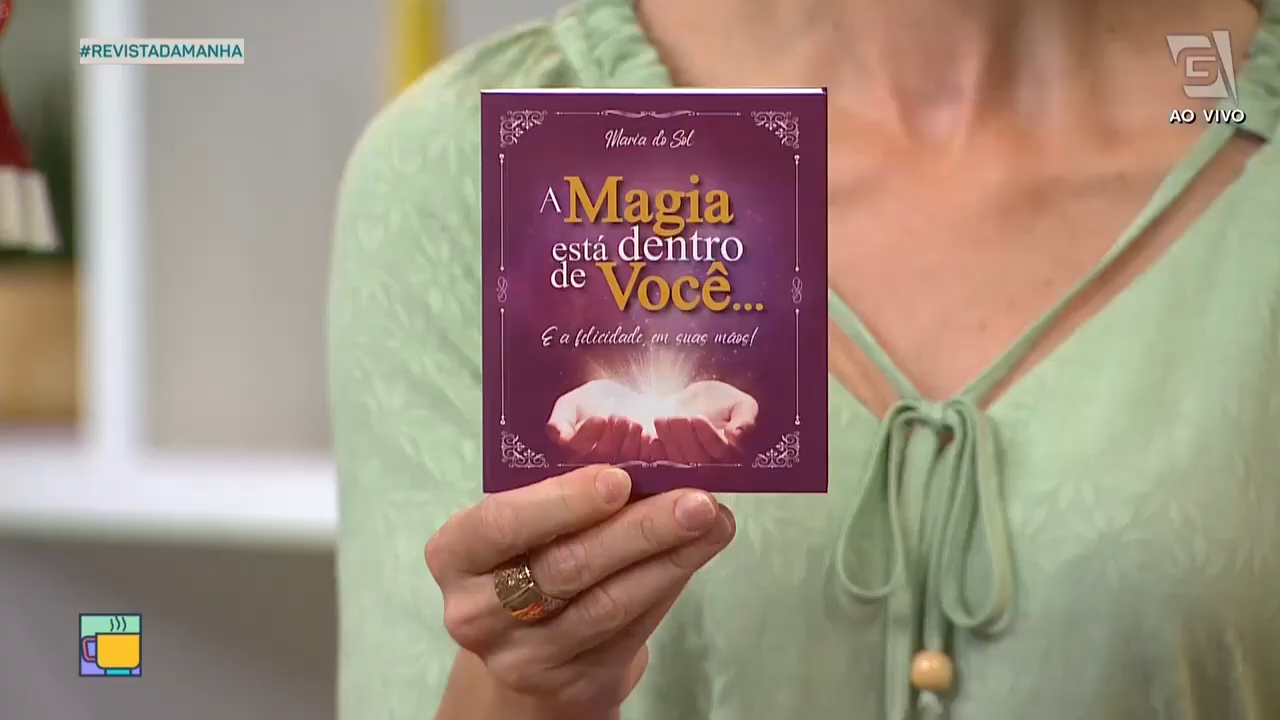 #REVISTADAMANHA
AO VIVO
Maria do Sol
A Magia
está dentro
de Você...
E a felicidade em suas mãos!